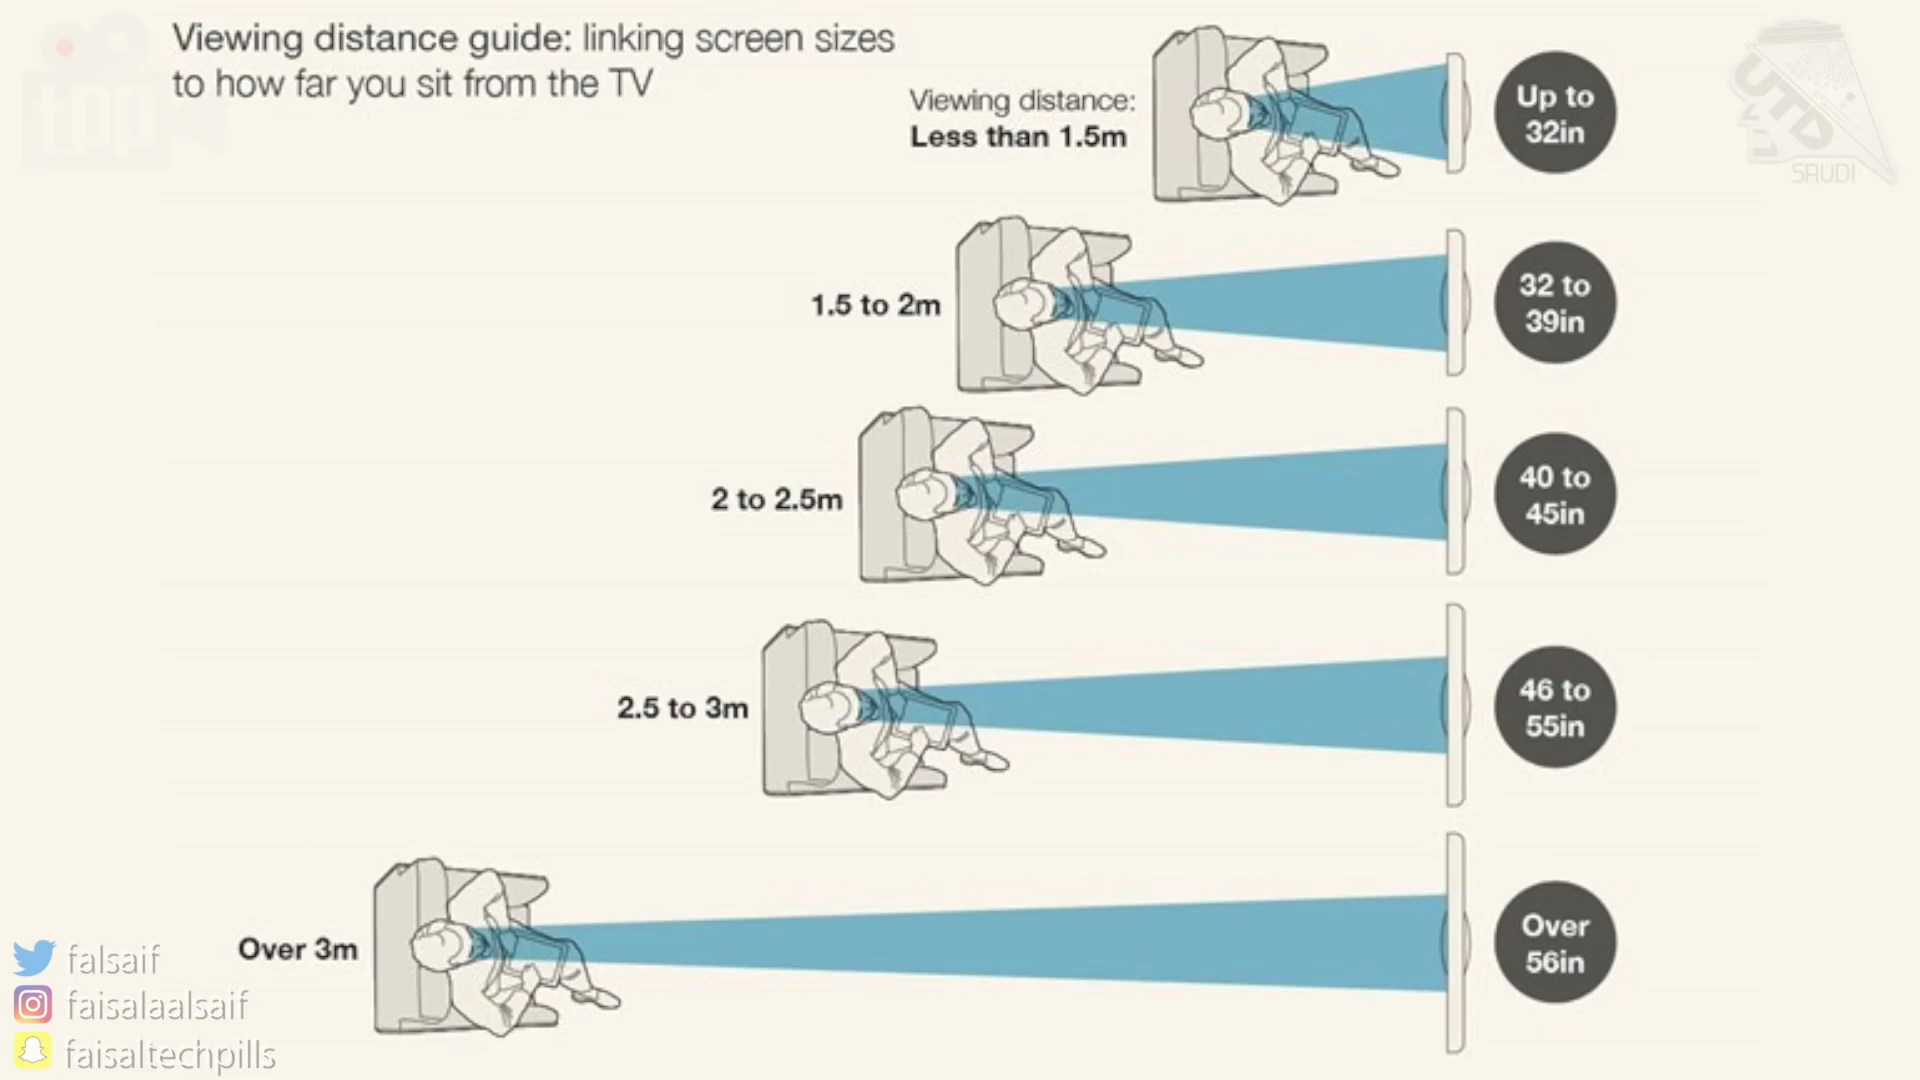 Viewing distance guide: linking screen sizes
to how far you sit from the TV
tpp
UTD
SAUDI
Viewing distance:
Less than 1.5m
Up to
32in
1.5 to 2m
32 to
39in
2 to 2.5m
40 to
45in
2.5 to 3m
46 to
55in
Over 3m
Over
56in
falsaif
faisalaalsaif
faisaltechpills